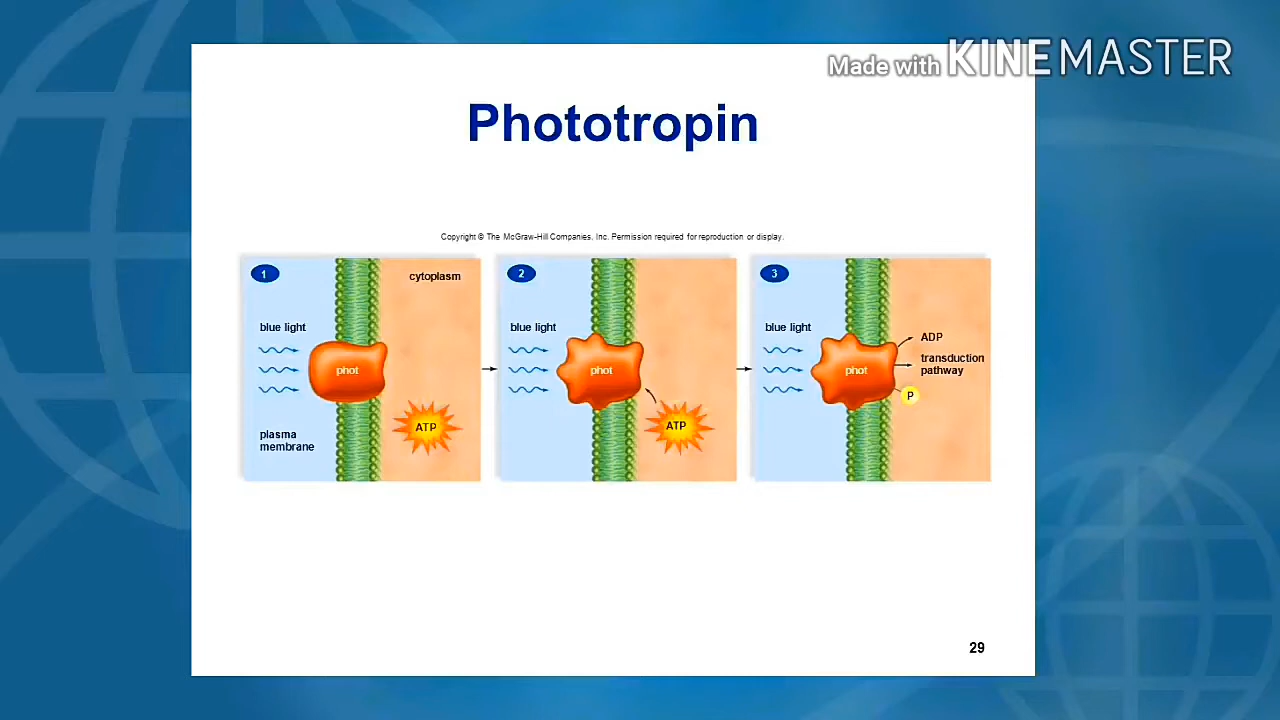 Made with KINEMASTER
Phototropin
Copyright © The McGraw-Hill Companies, Inc. Permission required for reproduction or display.
1
cytoplasm
blue light
phot
ATP
plasma
membrane
2
blue light
phot
ATP
3
blue light
phot
ADP
transduction
pathway
P
29